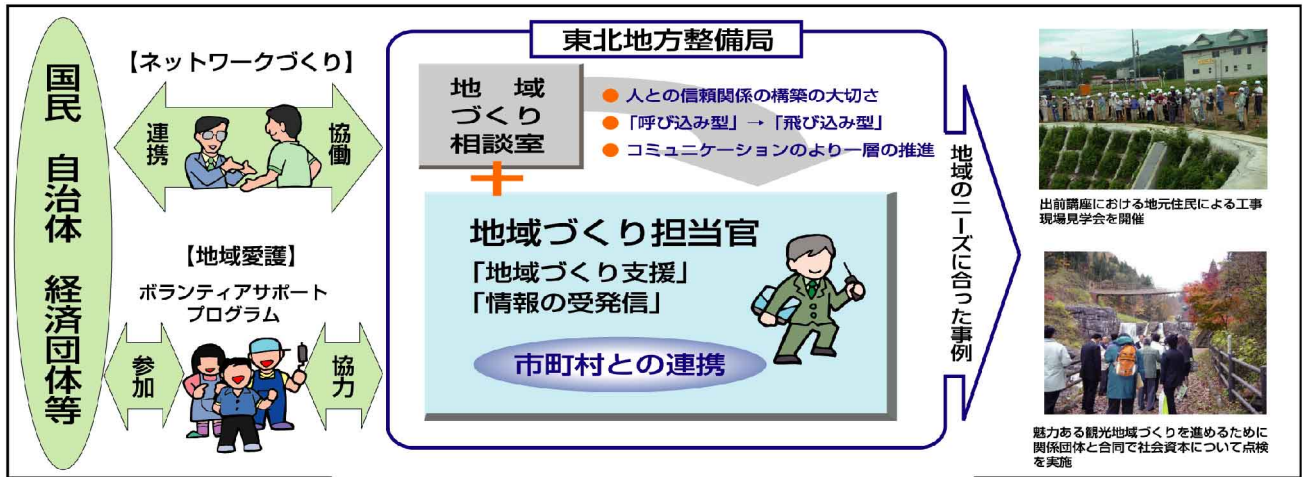 国民 自治体 経済団体等
【ネットワークづくり】
連携
協働
【地域愛護】
ボランティアサポート
プログラム
参加
協力
東北地方整備局
地域
づくり
相談室
● 人との信頼関係の構築の大切さ
● 「呼び込み型」→「飛び込み型」
● コミュニケーションのより一層の推進
+
地域づくり担当官
「地域づくり支援」
「情報の受発信」
市町村との連携
地域のニーズに合った事例
出前講座における地元住民による工事
現場見学会を開催
魅力ある観光地域づくりを進めるために
関係団体と合同で社会資本について点検
を実施